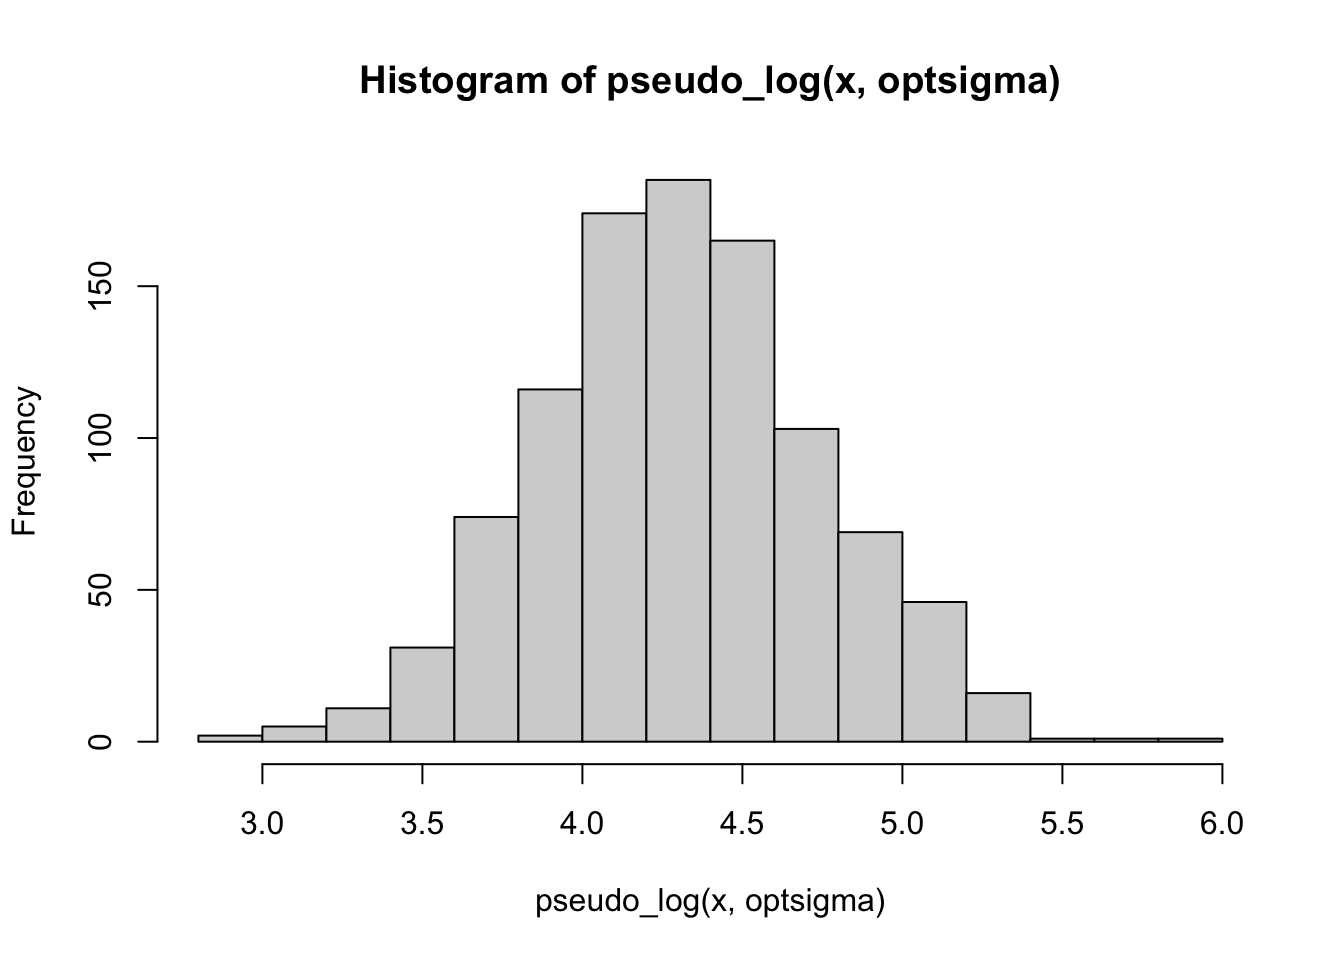 Histogram of pseudo_log(x, optsigma)
Frequency
150
100
50
0
3.0 3.5 4.0 4.5 5.0 5.5 6.0
pseudo_log(x, optsigma)